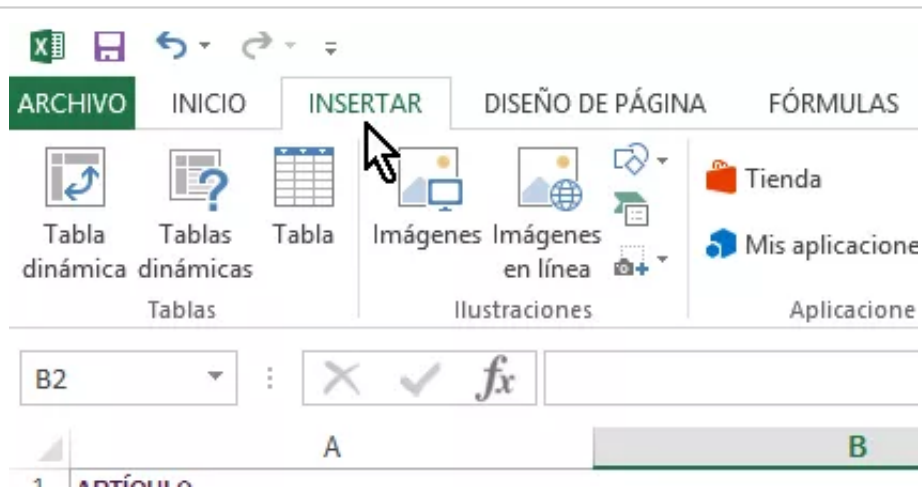 ARCHIVO INICIO INSERTAR DISEÑO DE PÁGINA FÓRMULAS
Tabla dinámica
Tablas dinámicas
Tabla
Imágenes
Imágenes en línea
Tienda
Mis aplicacione
Tablas Ilustraciones Aplicacione
B2 fx
A B
1 ARTÍCULO